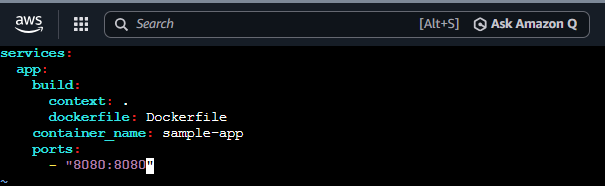 aws
Search [Alt+S] Ask Amazon Q
services:
  app:
    build:
      context: .
      dockerfile: Dockerfile
    container_name: sample-app
    ports:
      - "8080:8080"
~